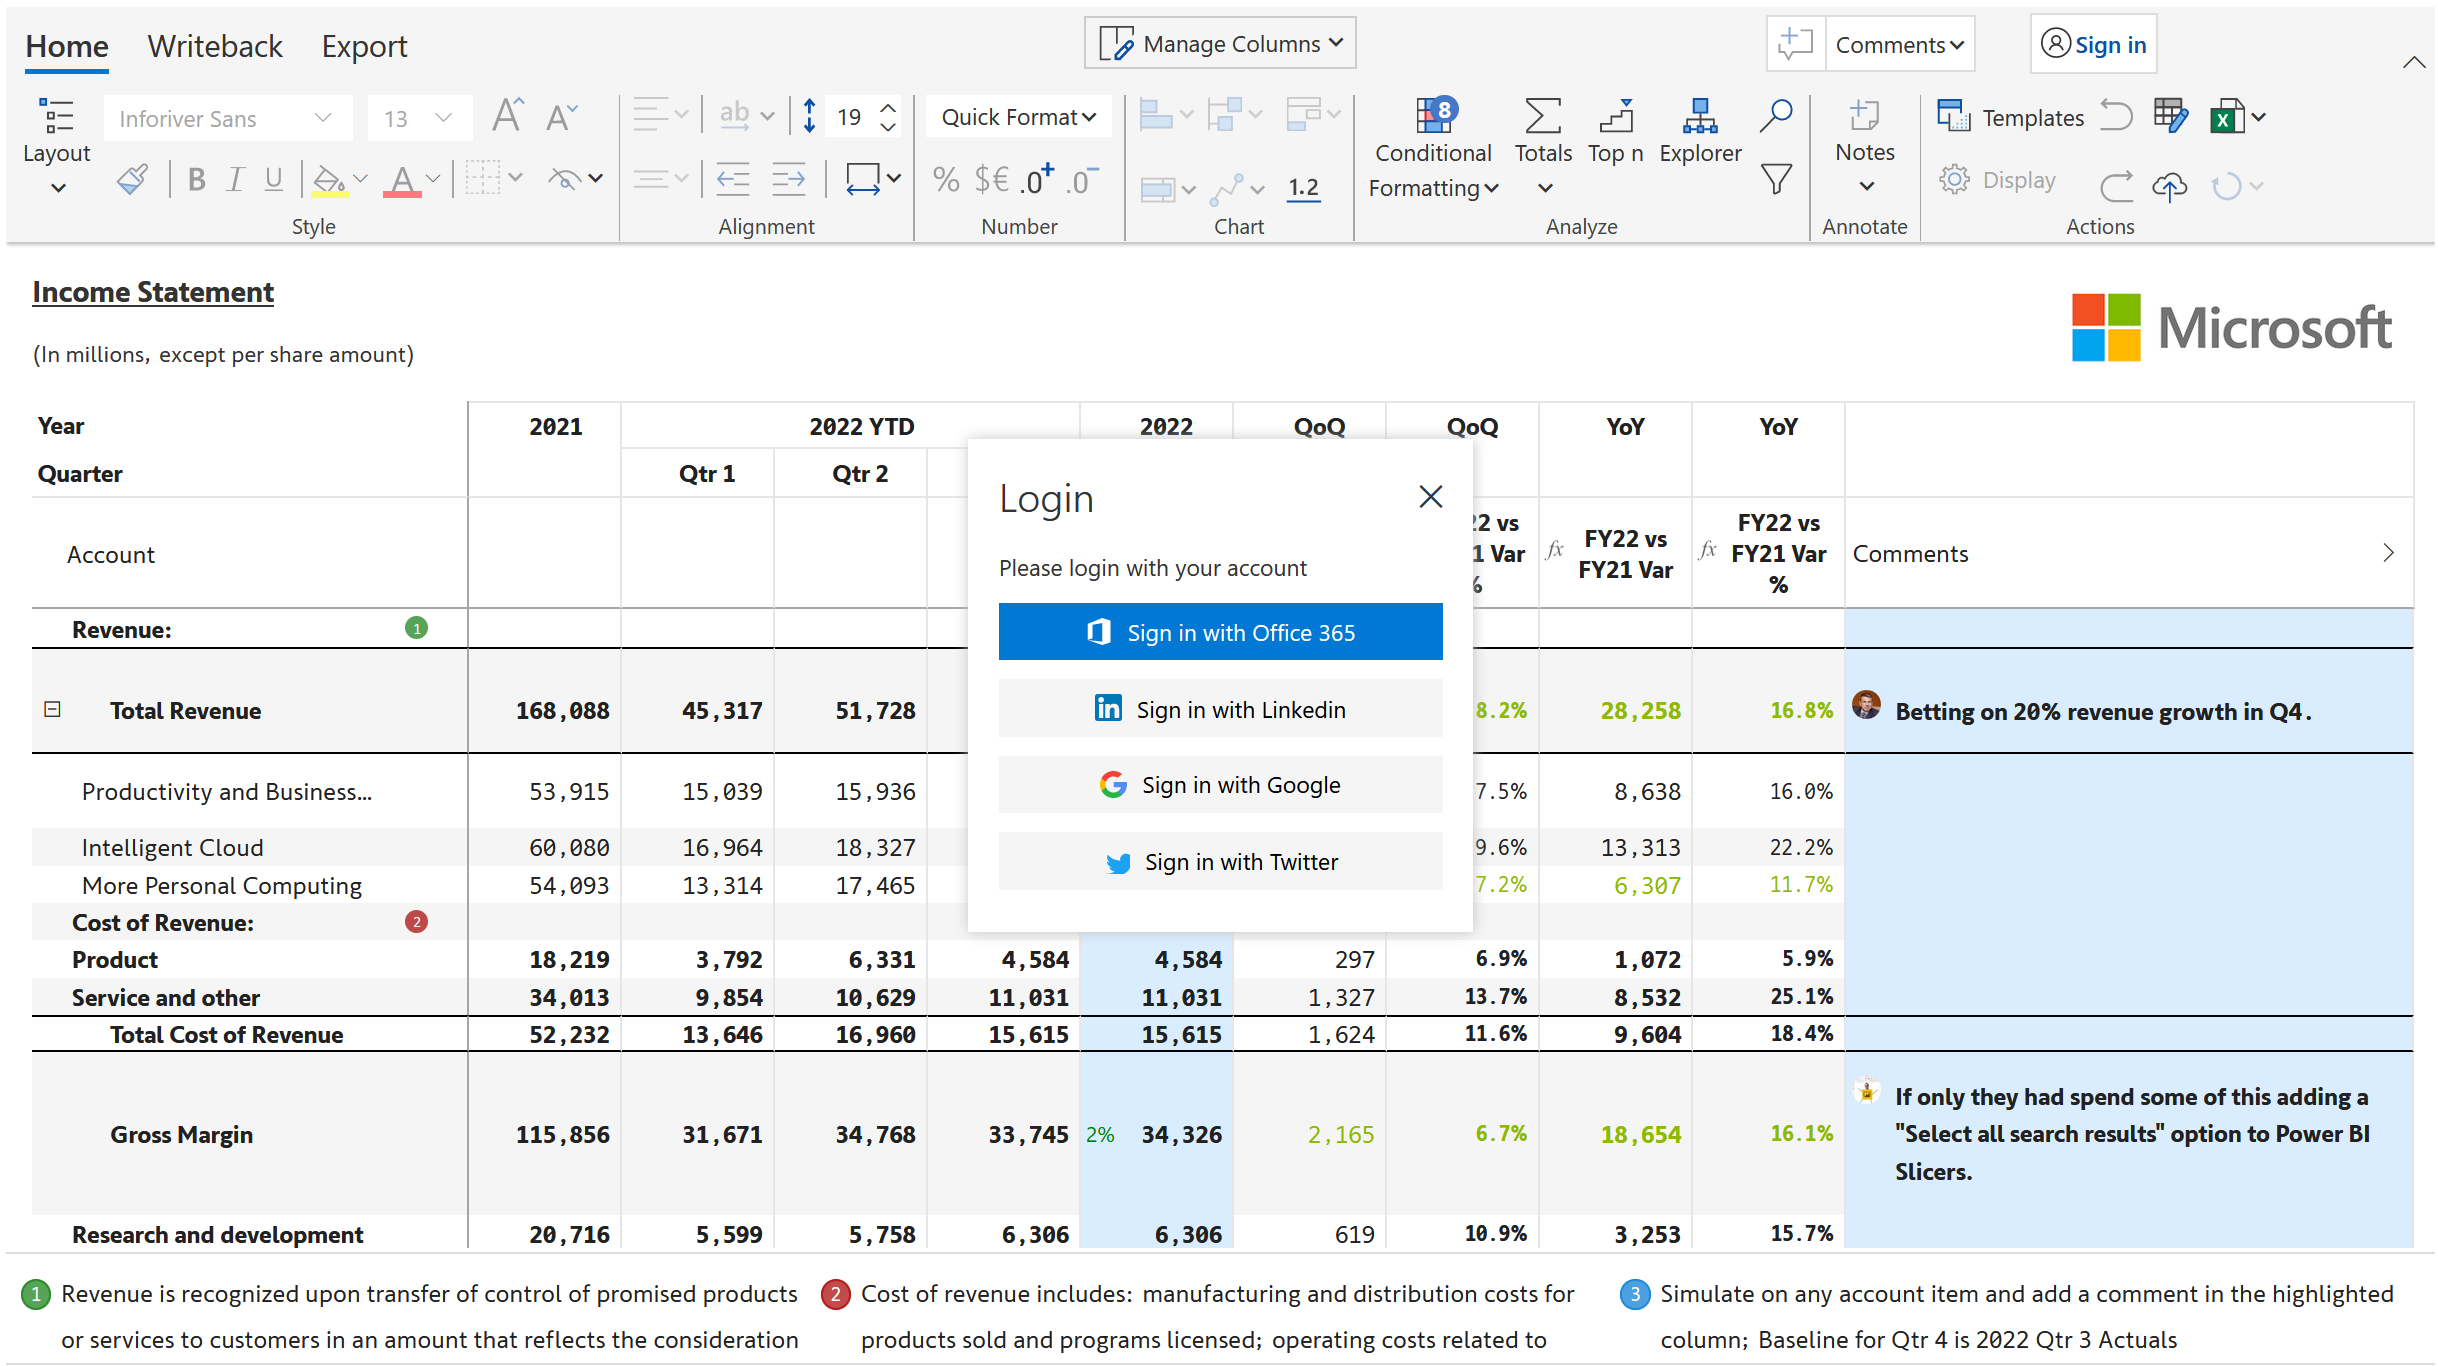 Home Writeback Export Manage Columns Comments Sign in
Inforiver Sans 13 A A ab 19 Quick Format 8 Templates
Layout Conditional Totals Top n Explorer Notes
B I U A % $€ .0+ .0- 1.2 Formatting Display
Style Alignment Number Chart Analyze Annotate Actions
Income Statement
(In millions, except per share amount)
Microsoft
Year 2021 2022 YTD 2022 QoQ QoQ YoY YoY
Quarter Qtr 1 Qtr 2
Account fx FY22 vs FY21 Var fx FY22 vs FY21 Var % Comments
Login
Please login with your account
Sign in with Office 365
Sign in with Linkedin
Sign in with Google
Sign in with Twitter
22 vs
1 Var
%
Revenue: 1
Total Revenue 168,088 45,317 51,728 8.2% 28,258 16.8% Betting on 20% revenue growth in Q4.
Productivity and Business... 53,915 15,039 15,936 7.5% 8,638 16.0%
Intelligent Cloud 60,080 16,964 18,327 9.6% 13,313 22.2%
More Personal Computing 54,093 13,314 17,465 7.2% 6,307 11.7%
Cost of Revenue: 2
Product 18,219 3,792 6,331 4,584 4,584 297 6.9% 1,072 5.9%
Service and other 34,013 9,854 10,629 11,031 11,031 1,327 13.7% 8,532 25.1%
Total Cost of Revenue 52,232 13,646 16,960 15,615 15,615 1,624 11.6% 9,604 18.4%
Gross Margin 115,856 31,671 34,768 33,745 2% 34,326 2,165 6.7% 18,654 16.1%
If only they had spend some of this adding a
"Select all search results" option to Power BI
Slicers.
Research and development 20,716 5,599 5,758 6,306 6,306 619 10.9% 3,253 15.7%
1 Revenue is recognized upon transfer of control of promised products
or services to customers in an amount that reflects the consideration
2 Cost of revenue includes: manufacturing and distribution costs for
products sold and programs licensed; operating costs related to
3 Simulate on any account item and add a comment in the highlighted
column; Baseline for Qtr 4 is 2022 Qtr 3 Actuals